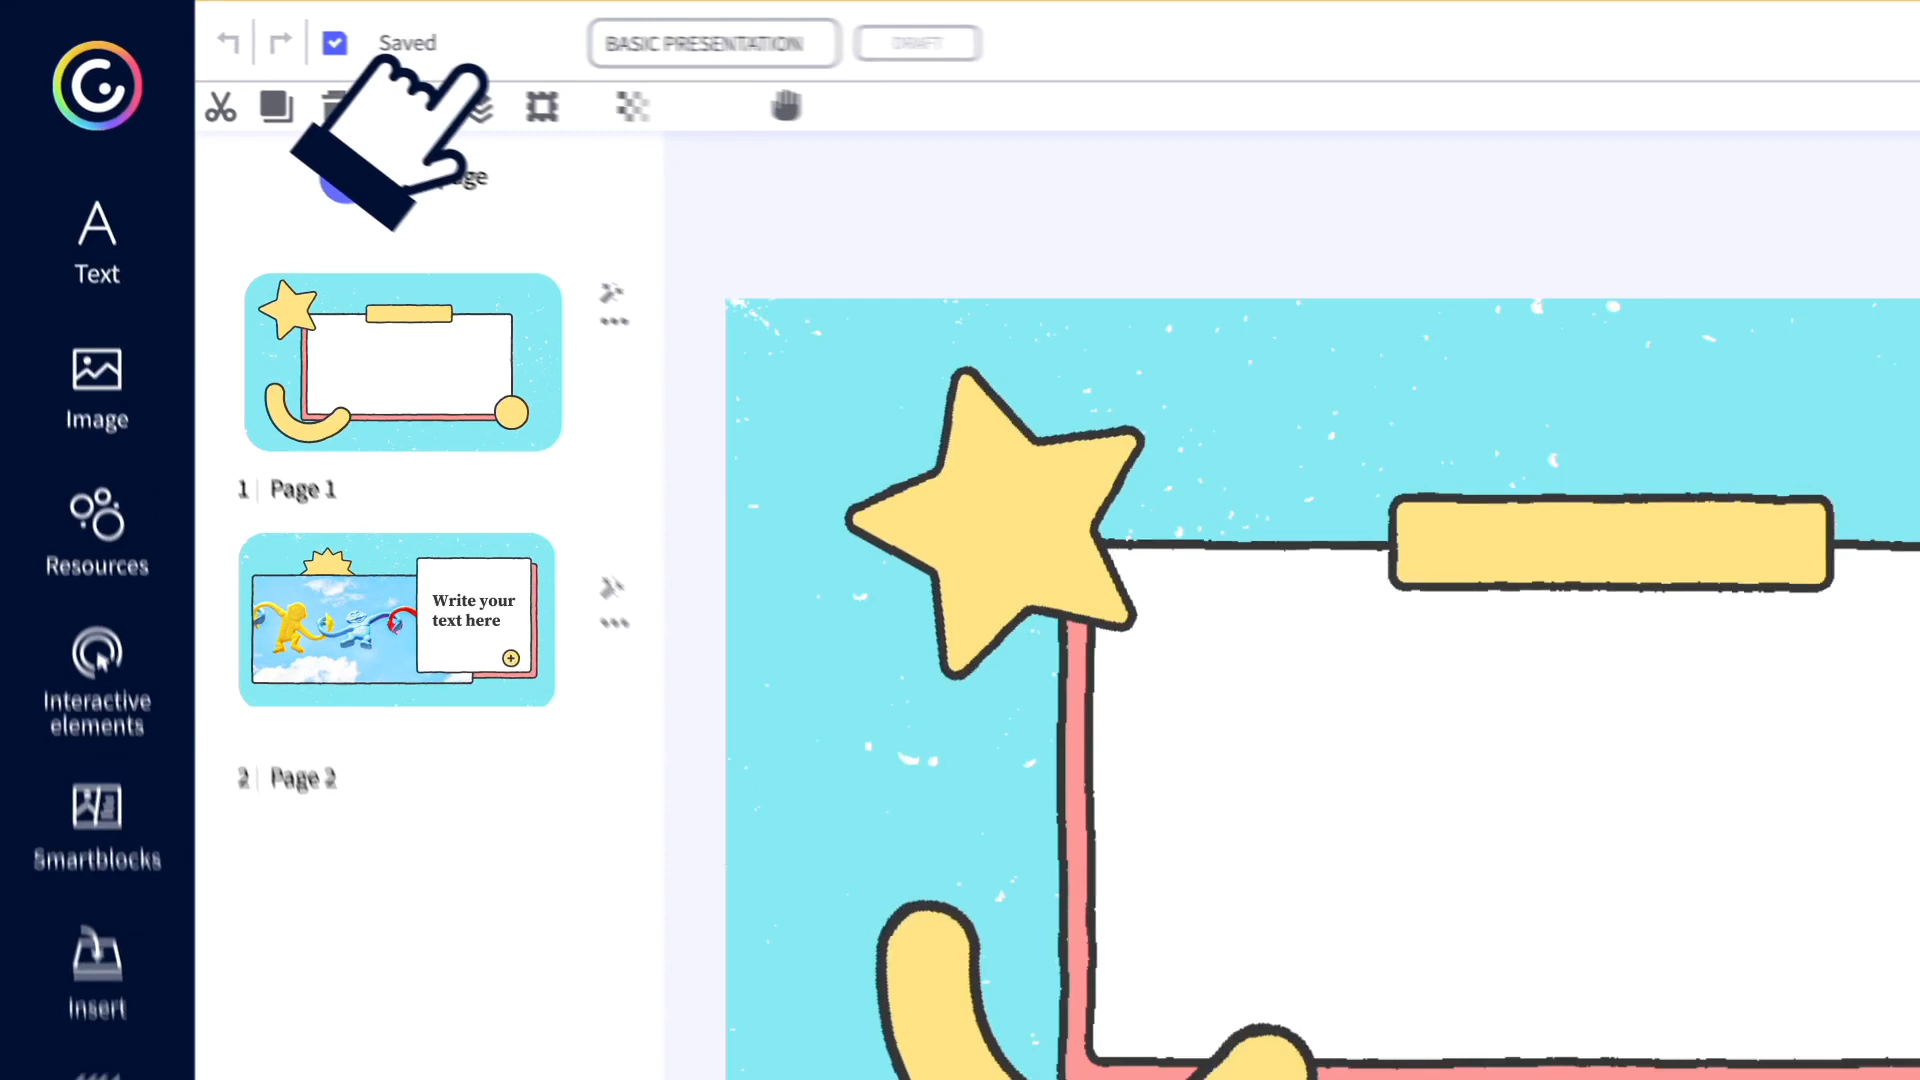 Saved
BASIC PRESENTATION
DRAFT
Text
Image
Resources
Interactive
elements
Smartblocks
Insert
1 Page 1
Write your
text here
2 Page 2